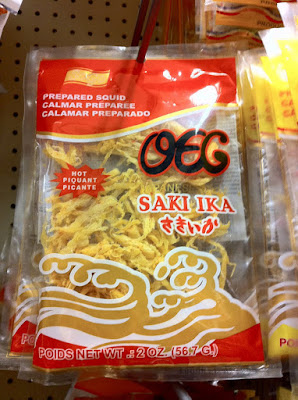 PREPARED SQUID
CALMAR PRÉPARÉE
CALAMAR PREPARADO
OEG
HOT
PIQUANT
PICANTE
SAKI IKA
さきいか
POIDS NET WT .: 2 OZ. (56.7 G.)